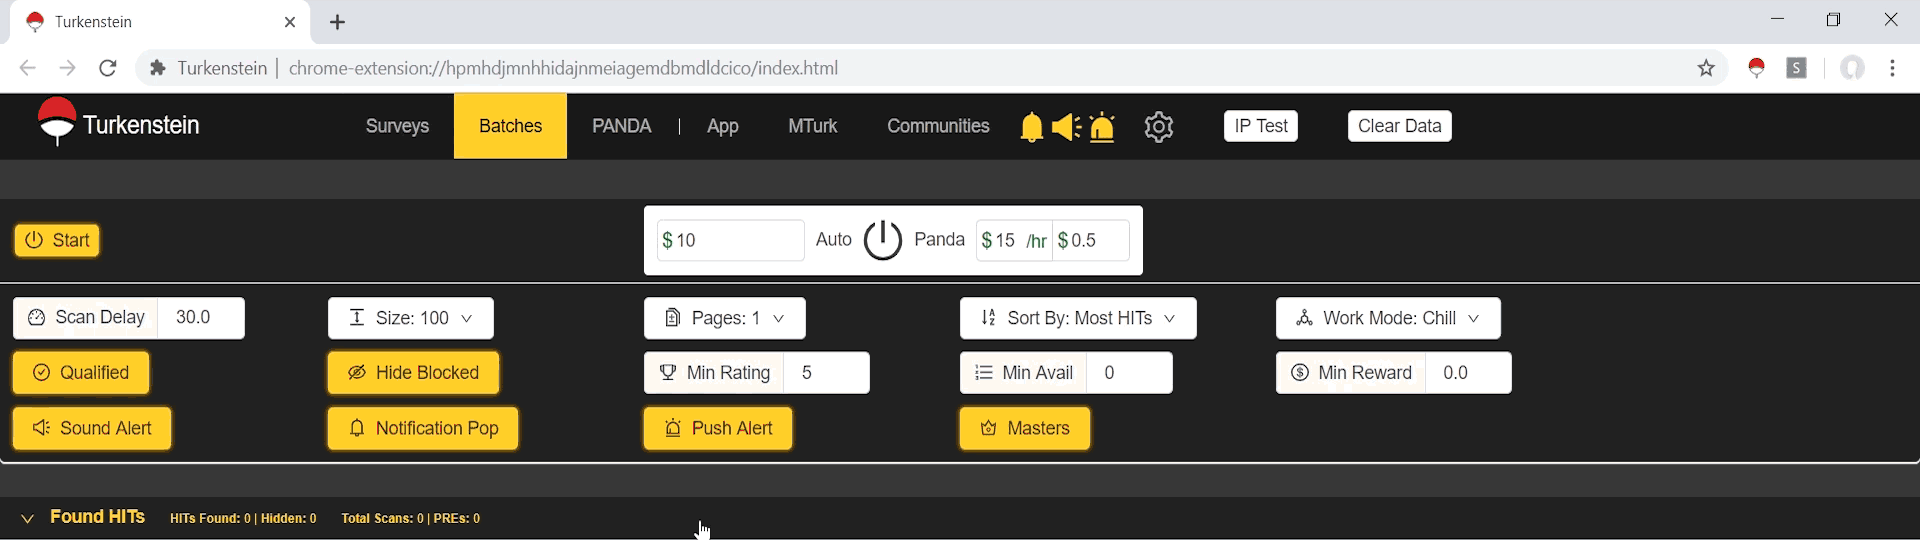 Turkenstein
Turkenstein | chrome-extension://hpmhdjmnhhidajnmeiagemdbmdldcico/index.html
S
Turkenstein Surveys Batches PANDA | App MTurk Communities IP Test Clear Data
Start $ 10 Auto Panda $ 15 /hr $ 0.5
Scan Delay 30.0 Size: 100 Pages: 1 Sort By: Most HITs Work Mode: Chill
Qualified Hide Blocked Min Rating 5 Min Avail 0 Min Reward 0.0
Sound Alert Notification Pop Push Alert Masters
Found HITs HITs Found: 0 | Hidden: 0 Total Scans: 0 | PREs: 0